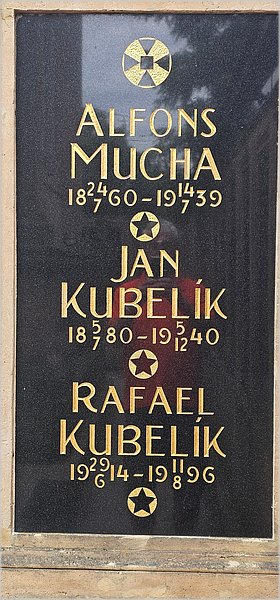 ALFONS
MUCHA
18 24/7 60 – 19 14/7 39
JAN
KUBELÍK
18 5/7 80 – 19 5/12 40
RAFAEL
KUBELÍK
19 29/6 14 – 19 11/8 96